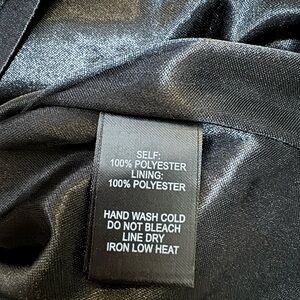 SELF:
100% POLYESTER
LINING:
100% POLYESTER
HAND WASH COLD
DO NOT BLEACH
LINE DRY
IRON LOW HEAT